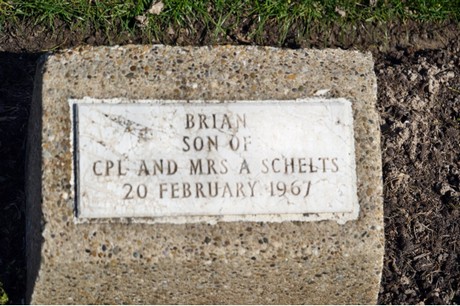 BRIAN
SON OF
CPL AND MRS A SCHELTS
20 FEBRUARY 1967